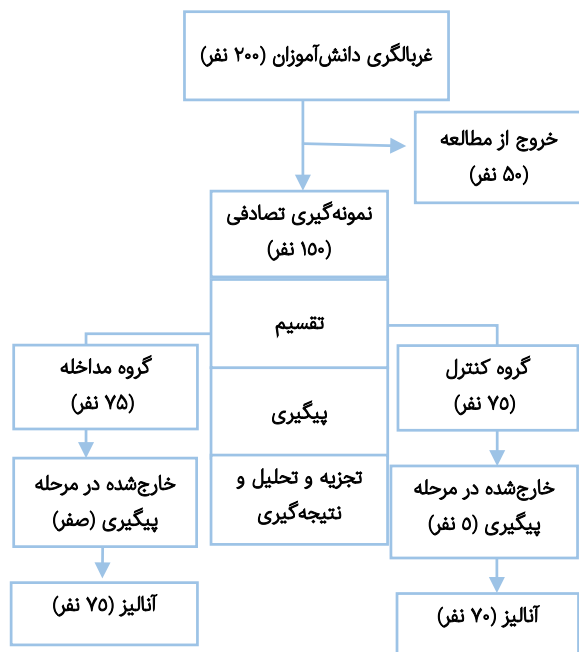 غربالگری دانش‌آموزان (۲۰۰ نفر)
خروج از مطالعه
(۵۰ نفر)
نمونه‌گیری تصادفی
(۱۵۰ نفر)
تقسیم
گروه مداخله
(۷۵ نفر)
گروه کنترل
(۷۵ نفر)
پیگیری
خارج‌شده در مرحله
پیگیری (صفر)
خارج‌شده در مرحله
پیگیری (۵ نفر)
تجزیه و تحلیل و
نتیجه‌گیری
آنالیز (۷۵ نفر)
آنالیز (۷۰ نفر)